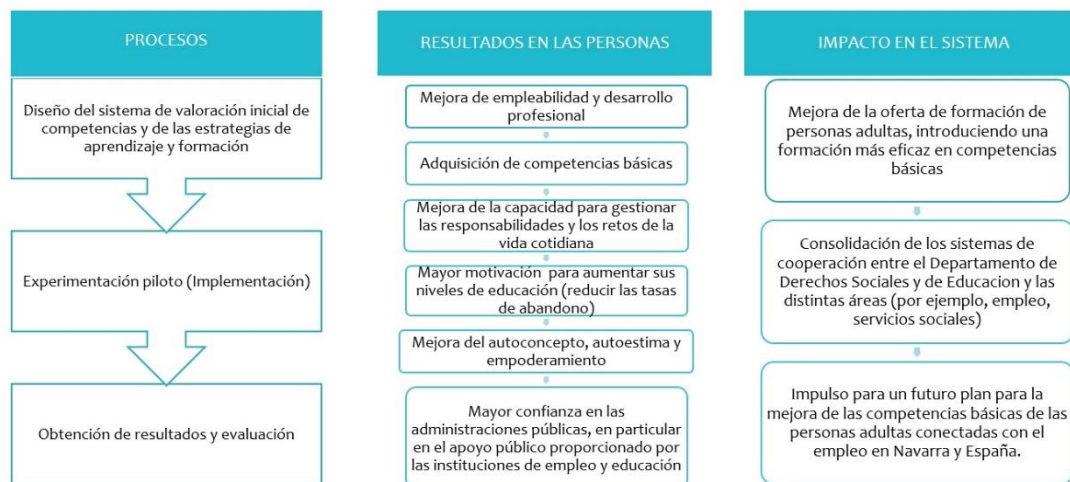 PROCESOS
Diseño del sistema de valoración inicial de
competencias y de las estrategias de
aprendizaje y formación
Experimentación piloto (Implementación)
Obtención de resultados y evaluación
RESULTADOS EN LAS PERSONAS
Mejora de empleabilidad y desarrollo
profesional
Adquisición de competencias básicas
Mejora de la capacidad para gestionar
las responsabilidades y los retos de la
vida cotidiana
Mayor motivación para aumentar sus
niveles de educación (reducir las tasas
de abandono)
Mejora del autoconcepto, autoestima y
empoderamiento
Mayor confianza en las
administraciones públicas, en particular
en el apoyo público proporcionado por
las instituciones de empleo y educación
IMPACTO EN EL SISTEMA
Mejora de la oferta de formación de
personas adultas, introduciendo una
formación más eficaz en competencias
básicas
Consolidación de los sistemas de
cooperación entre el Departamento de
Derechos Sociales y de Educacion y las
distintas áreas (por ejemplo, empleo,
servicios sociales)
Impulso para un futuro plan para la
mejora de las competencias básicas de las
personas adultas conectadas con el
empleo en Navarra y España.